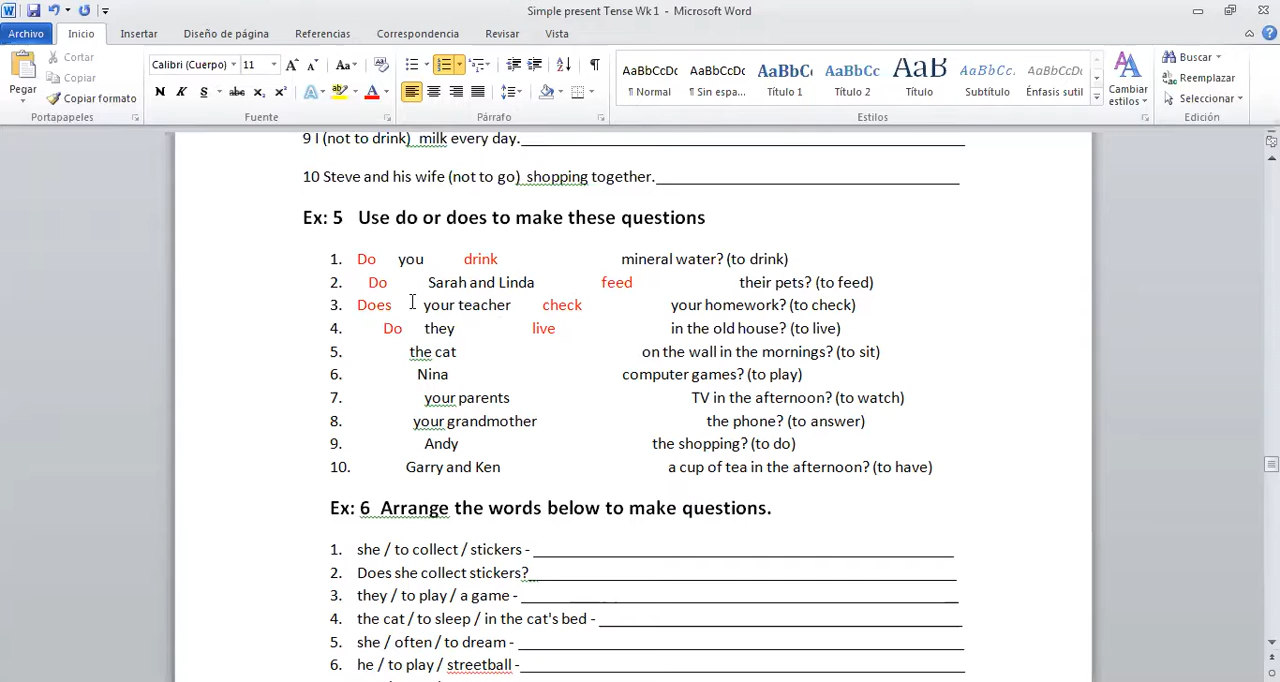 Simple present Tense Wk 1 - Microsoft Word
Archivo Inicio Insertar Diseño de página Referencias Correspondencia Revisar Vista
Pegar
Cortar
Copiar
Copiar formato
Portapapeles
Calibri (Cuerpo) 11
Fuente
Párrafo
AaBbCcDc AaBbCcDc AaBbC AaBbCc AaB AaBbCc. AaBbCcDc
¶ Normal ¶ Sin espa... Título 1 Título 2 Título Subtítulo Énfasis sutil
Estilos
Cambiar estilos
Buscar
Reemplazar
Seleccionar
Edición
9 I (not to drink) milk every day.
10 Steve and his wife (not to go) shopping together.
Ex: 5 Use do or does to make these questions
1. Do you drink mineral water? (to drink)
2. Do Sarah and Linda feed their pets? (to feed)
3. Does your teacher check your homework? (to check)
4. Do they live in the old house? (to live)
5. the cat on the wall in the mornings? (to sit)
6. Nina computer games? (to play)
7. your parents TV in the afternoon? (to watch)
8. your grandmother the phone? (to answer)
9. Andy the shopping? (to do)
10. Garry and Ken a cup of tea in the afternoon? (to have)
Ex: 6 Arrange the words below to make questions.
1. she / to collect / stickers -
2. Does she collect stickers?
3. they / to play / a game -
4. the cat / to sleep / in the cat's bed -
5. she / often / to dream -
6. he / to play / streetball -